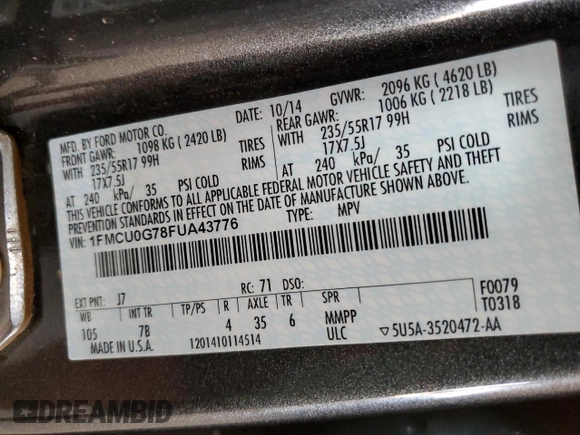 MFD. BY FORD MOTOR CO.
10/14
GVWR: 2096 KG ( 4620 LB)
FRONT GAWR: 1098 KG ( 2420 LB)
REAR GAWR: 1006 KG ( 2218 LB)
WITH 235/55R17 99H TIRES
WITH 235/55R17 99H TIRES
17X7.5J RIMS
17X7.5J RIMS
AT 240 kPa/ 35 PSI COLD
AT 240 kPa/ 35 PSI COLD
THIS VEHICLE CONFORMS TO ALL APPLICABLE FEDERAL MOTOR VEHICLE SAFETY AND THEFT
PREVENTION STANDARDS IN EFFECT ON THE DATE OF MANUFACTURE SHOWN ABOVE.
VIN: 1FMCU0G78FUA43776
TYPE: MPV
EXT PNT: J7 RC: 71 DSO: F0079
WB INT TR TP/PS R AXLE TR SPR T0318
105 7B 4 35 6 MMPP
MADE IN U.S.A. 1201410114514 ULC
▽5U5A-3520472-AA
DREAMBID